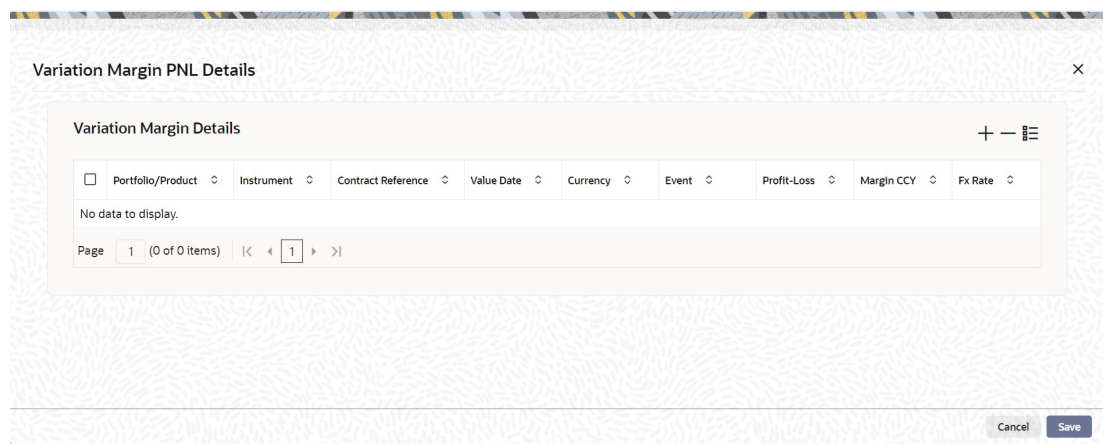 Variation Margin PNL Details
Variation Margin Details
Portfolio/Product Instrument Contract Reference Value Date Currency Event Profit-Loss Margin CCY Fx Rate
No data to display.
Page 1 (0 of 0 items) 1
Cancel Save